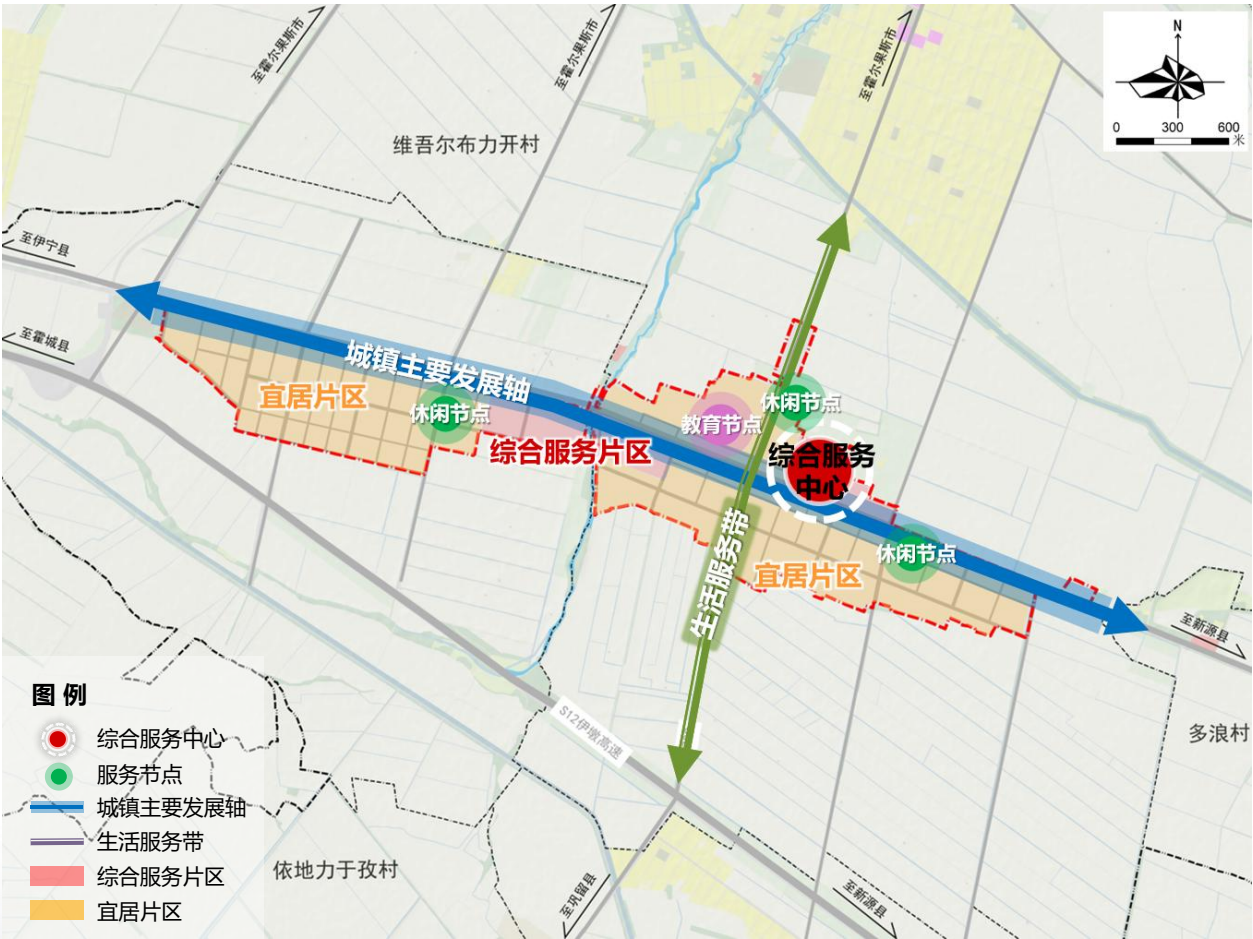 至霍尔果斯市
至霍尔果斯市
至霍尔果斯市
N
0 300 600
米
维吾尔布力开村
至伊宁县
至霍城县
城镇主要发展轴
宜居片区
休闲节点
休闲节点
教育节点
综合服务片区
综合服务
中心
生活服务带
休闲节点
宜居片区
至新源县
S12伊墩高速
多浪村
依地力于孜村
至巩留县
至新源县
图 例
综合服务中心
服务节点
城镇主要发展轴
生活服务带
综合服务片区
宜居片区